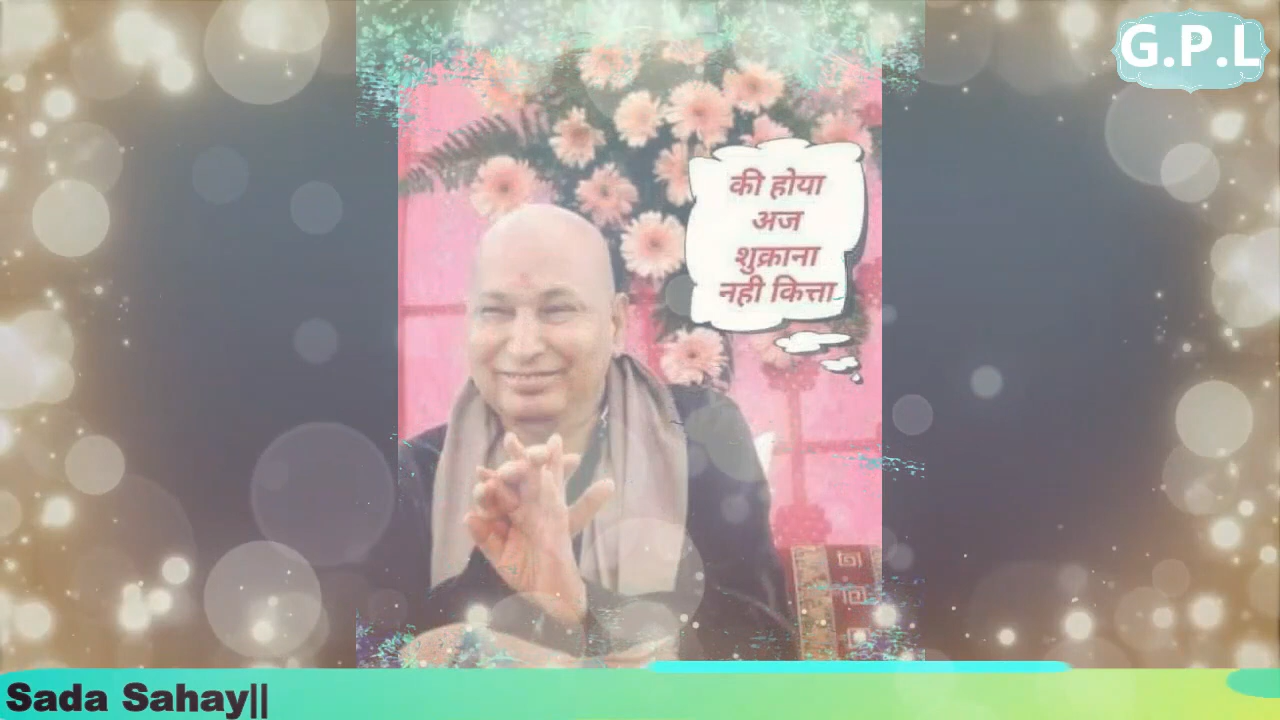 G.P.L
की होया
अज
शुक्राना
नही कित्ता
Sada Sahay||